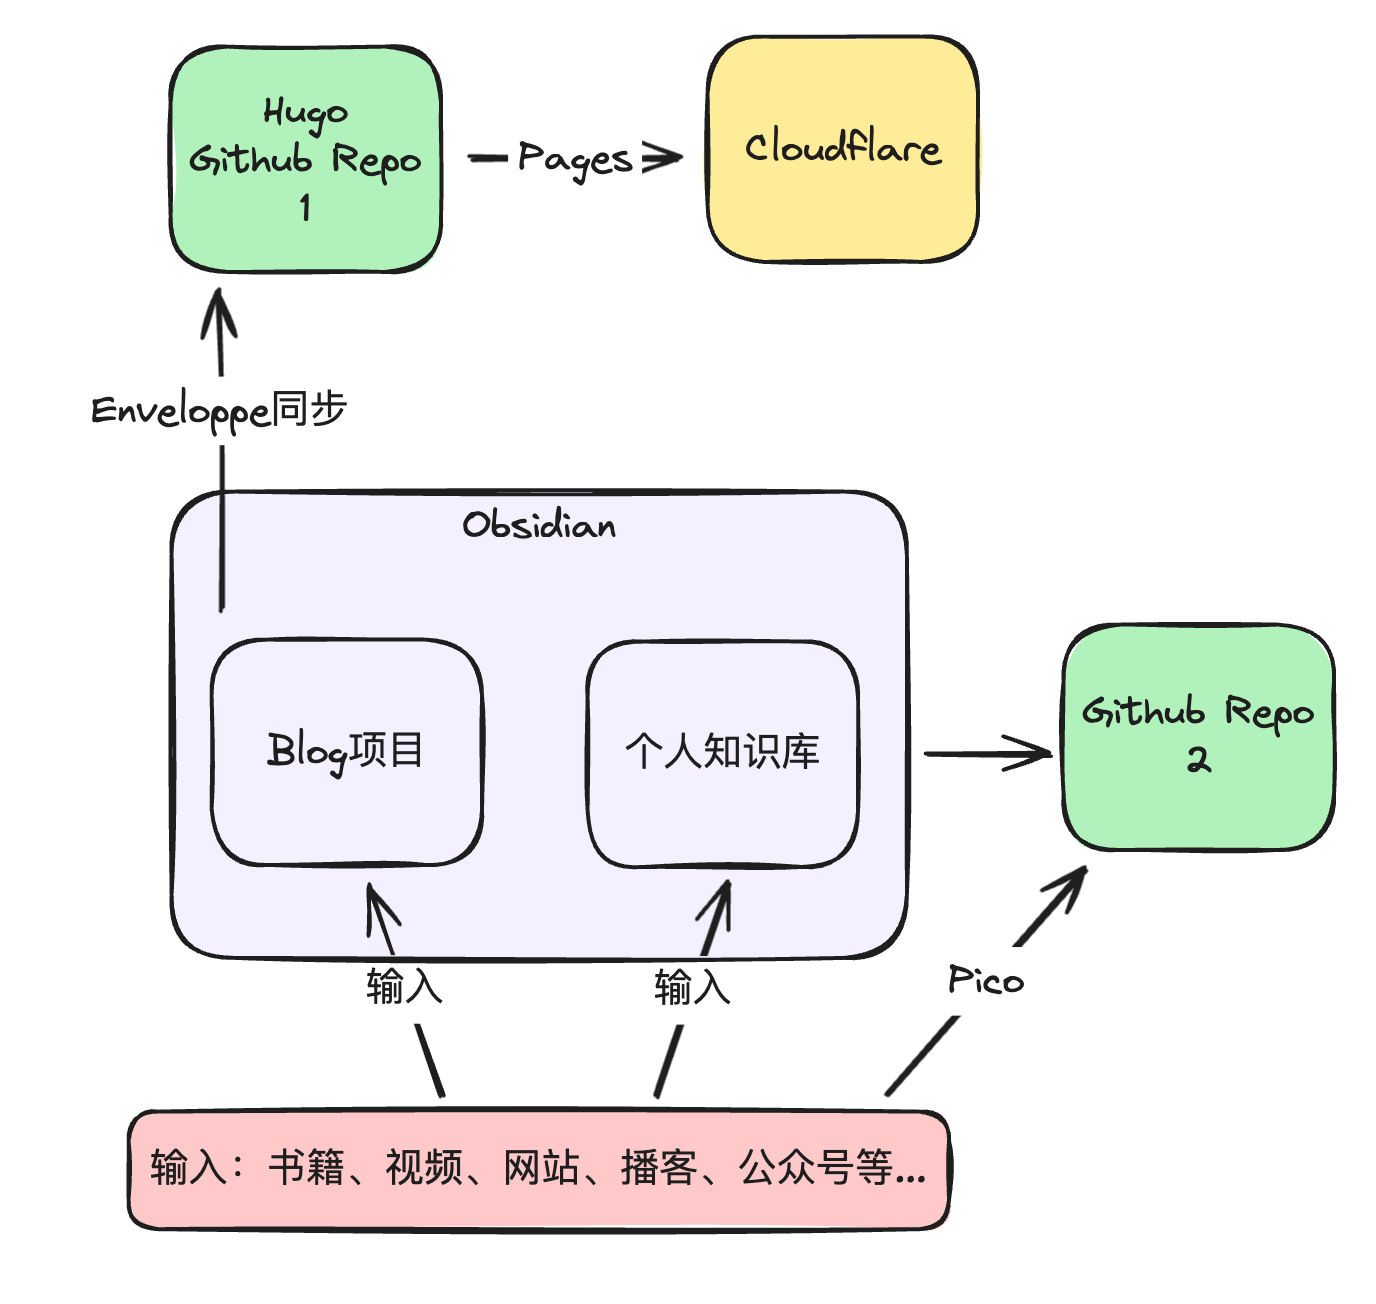 Hugo
Github Repo
1
Pages
Cloudflare
Enveloppe同步
Obsidian
Blog项目
个人知识库
Github Repo
2
输入
输入
Pico
输入：书籍、视频、网站、播客、公众号等...